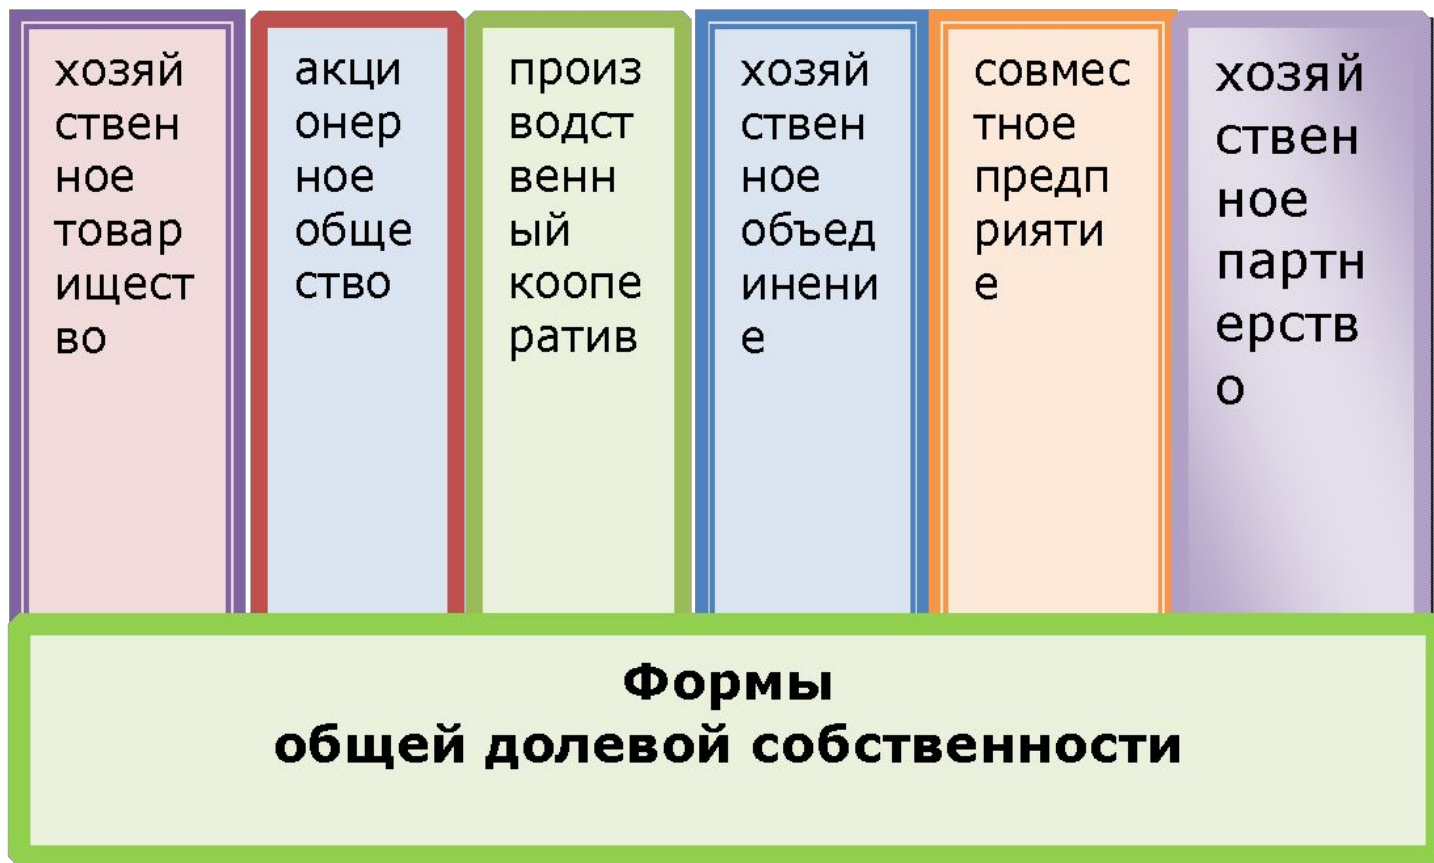 хозяй
ствен
ное
товар
ищест
во
акци
онер
ное
обще
ство
произ
водст
венн
ый
коопе
ратив
хозяй
ствен
ное
объед
инени
е
совмес
тное
предп
рияти
е
хозяй
ствен
ное
партн
ерств
о
Формы
общей долевой собственности